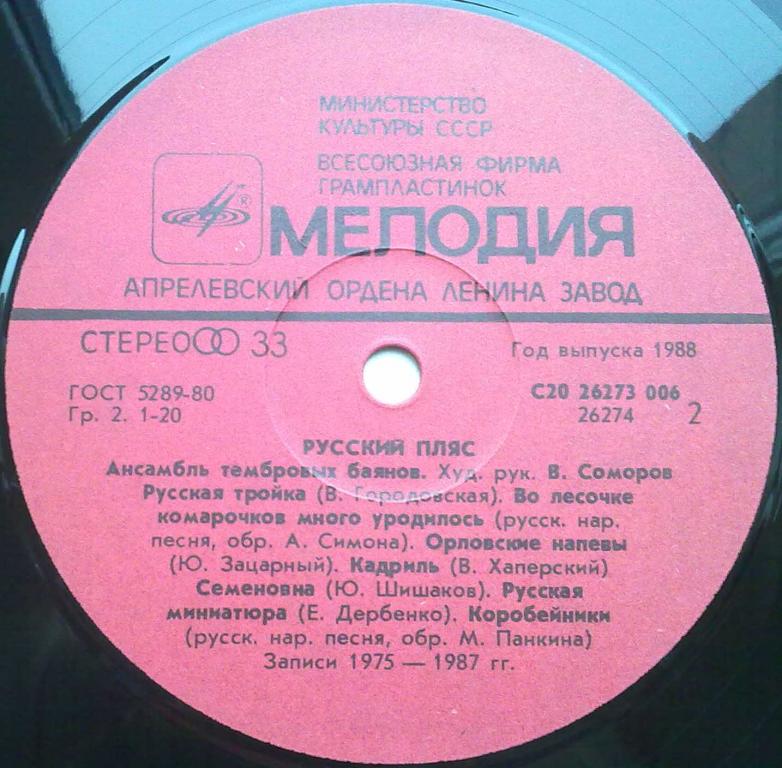 МИНИСТЕРСТВО
КУЛЬТУРЫ СССР
ВСЕСОЮЗНАЯ ФИРМА
ГРАМПЛАСТИНОК
®
МЕЛОДИЯ
АПРЕЛЕВСКИЙ ОРДЕНА ЛЕНИНА ЗАВОД
СТЕРЕО 33
Год выпуска 1988
ГОСТ 5289-80
С20 26273 006
Гр. 2. 1-20
26274 2
РУССКИЙ ПЛЯС
Ансамбль тембровых баянов. Худ. рук. В. Соморов
Русская тройка (В. Городовская). Во лесочке
комарочков много уродилось (русск. нар.
песня, обр. А. Симона). Орловские напевы
(Ю. Зацарный). Кадриль (В. Хаперский)
Семеновна (Ю. Шишаков). Русская
миниатюра (Е. Дербенко). Коробейники
(русск. нар. песня, обр. М. Панкина)
Записи 1975 — 1987 гг.